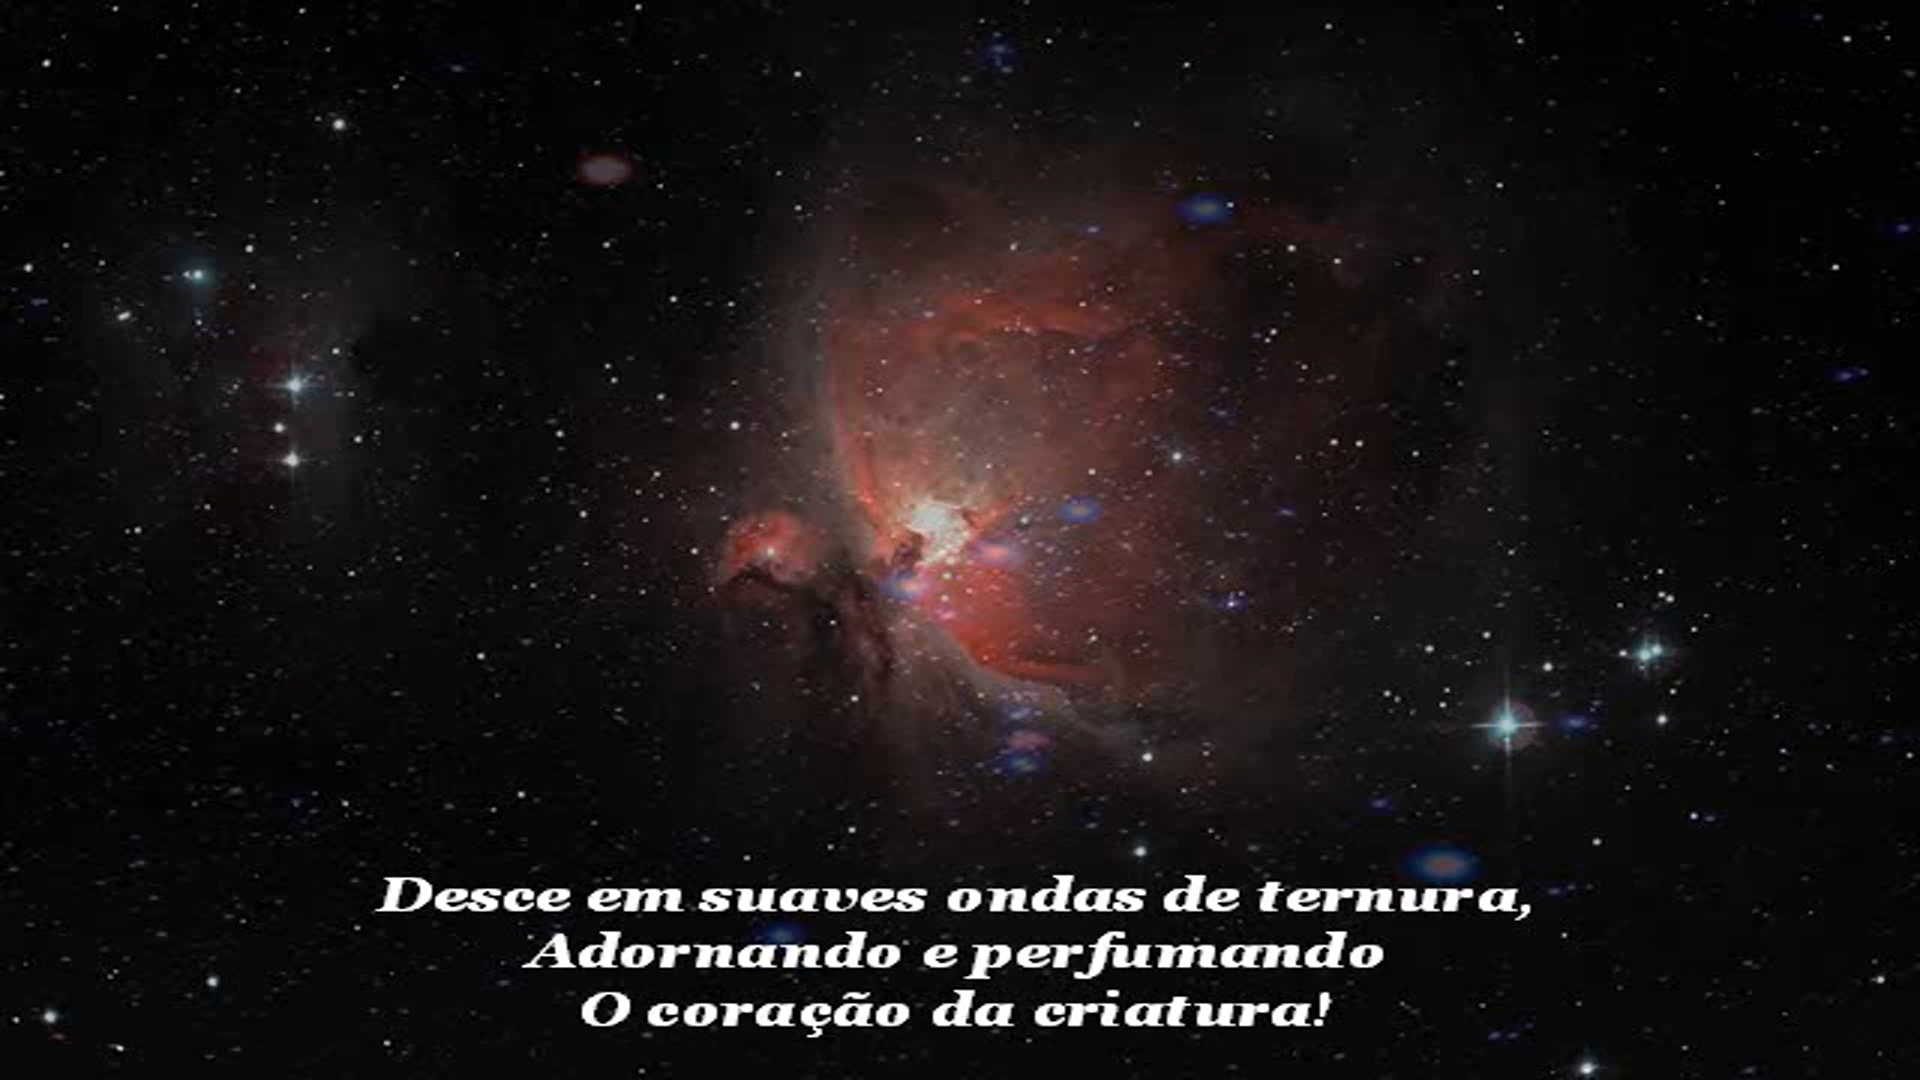 Desce em suaves ondas de ternura,
Adornando e perfumando
O coração da criatura!